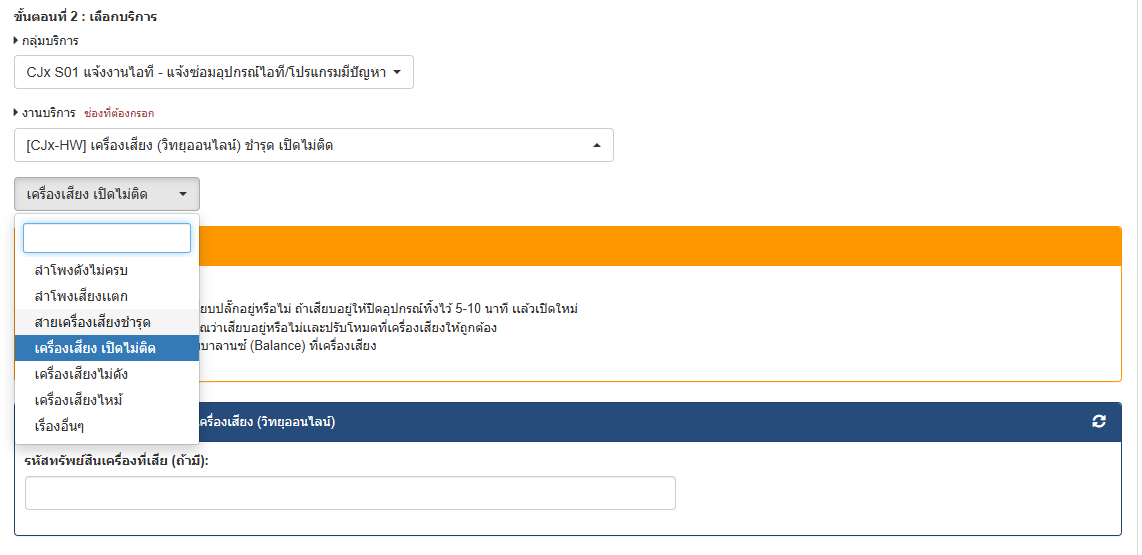 ขั้นตอนที่ 2 : เลือกบริการ
กลุ่มบริการ
CJx S01 แจ้งงานไอที - แจ้งซ่อมอุปกรณ์ไอที/โปรแกรมมีปัญหา
งานบริการ ช่องที่ต้องกรอก
[CJx-HW] เครื่องเสียง (วิทยุออนไลน์) ชำรุด เปิดไม่ติด
เครื่องเสียง เปิดไม่ติด
ลำโพงดังไม่ครบ
ลำโพงเสียงแตก
สายเครื่องเสียงชำรุด
เครื่องเสียง เปิดไม่ติด
เครื่องเสียงไม่ดัง
เครื่องเสียงไหม้
เรื่องอื่นๆ
ยบปลั๊กอยู่หรือไม่ ถ้าเสียบอยู่ให้ปิดอุปกรณ์ทิ้งไว้ 5-10 นาที แล้วเปิดใหม่
ณว่าเสียบอยู่หรือไม่และปรับโหมดที่เครื่องเสียงให้ถูกต้อง
บาลานซ์ (Balance) ที่เครื่องเสียง
ครื่องเสียง (วิทยุออนไลน์)
รหัสทรัพย์สินเครื่องที่เสีย (ถ้ามี):